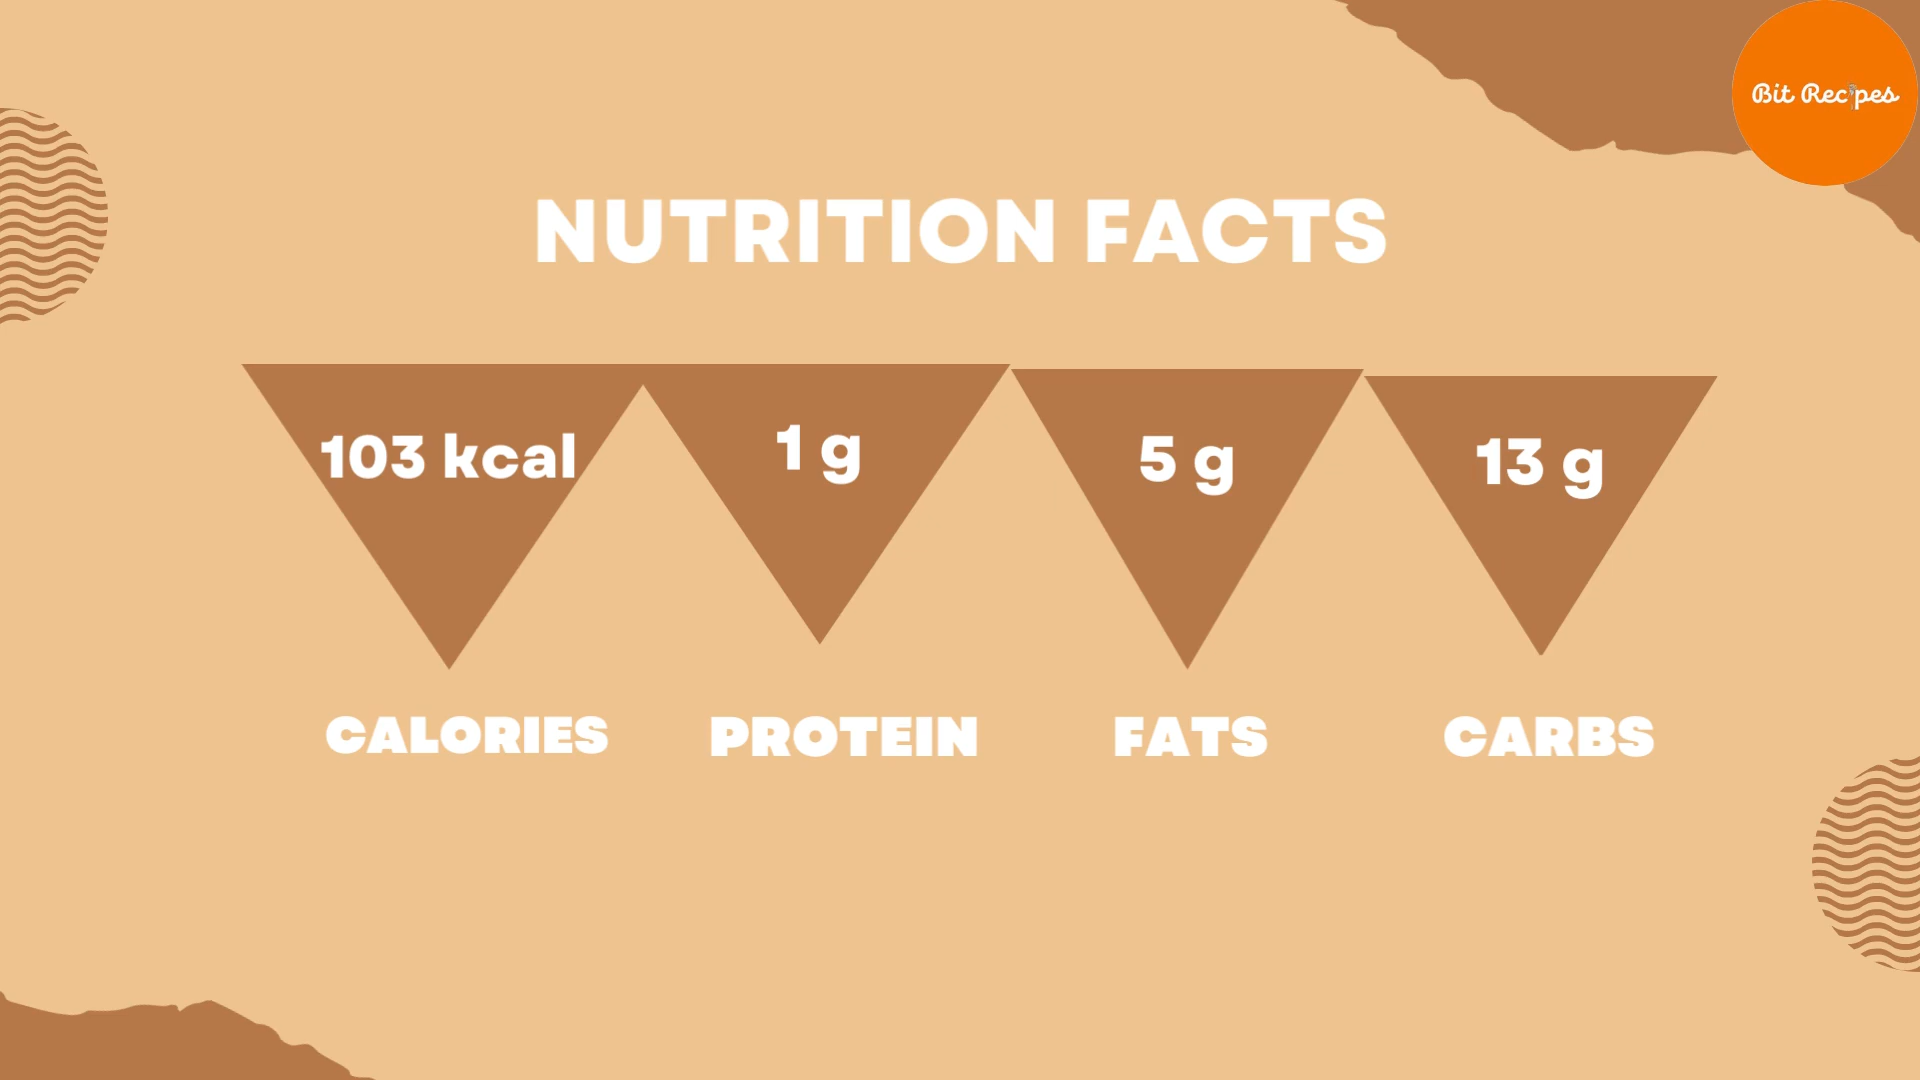 Bit Recipes
NUTRITION FACTS
103 kcal
1 g
5 g
13 g
CALORIES
PROTEIN
FATS
CARBS